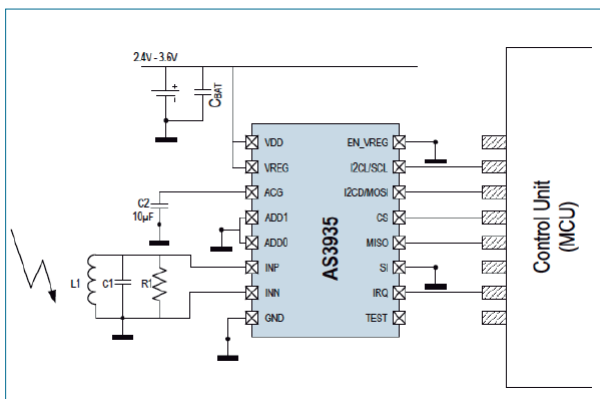 2.4V - 3.6V
+
-
CBAT
VDD
VREG
ACG
ADD1
ADD0
INP
INN
GND
AS3935
EN_VREG
I2CL/SCL
I2CD/MOSI
CS
MISO
SI
IRQ
TEST
C2
10µF
L1
C1
R1
Control Unit
(MCU)